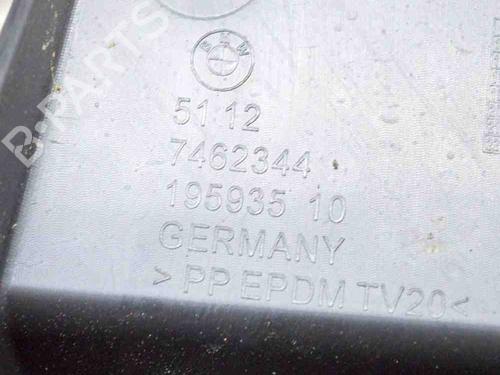 BMW
51 12
7462344
195935 10
GERMANY
> PP EPDM TV20 <
B-PARTS